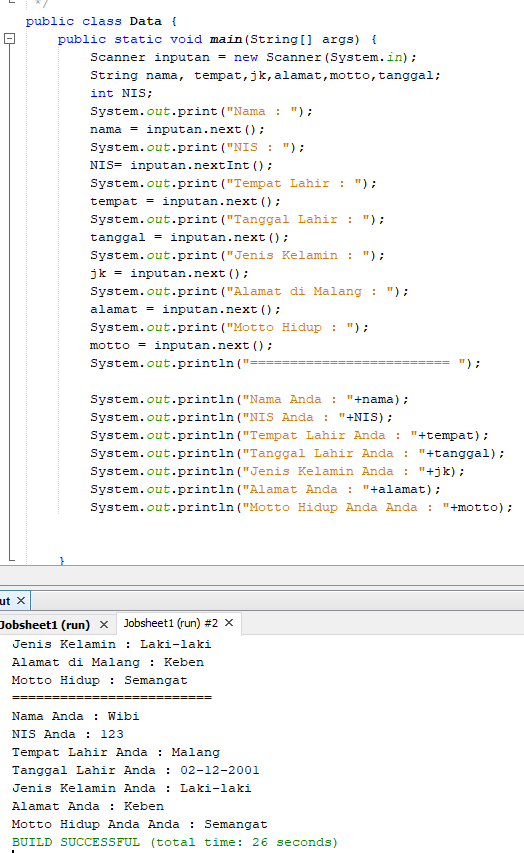 */
public class Data {
public static void main(String[] args) {
Scanner inputan = new Scanner(System.in);
String nama, tempat,jk,alamat,motto,tanggal;
int NIS;
System.out.print("Nama : ");
nama = inputan.next();
System.out.print("NIS : ");
NIS= inputan.nextInt();
System.out.print("Tempat Lahir : ");
tempat = inputan.next();
System.out.print("Tanggal Lahir : ");
tanggal = inputan.next();
System.out.print("Jenis Kelamin : ");
jk = inputan.next();
System.out.print("Alamat di Malang : ");
alamat = inputan.next();
System.out.print("Motto Hidup : ");
motto = inputan.next();
System.out.println("========================= ");
System.out.println("Nama Anda : "+nama);
System.out.println("NIS Anda : "+NIS);
System.out.println("Tempat Lahir Anda : "+tempat);
System.out.println("Tanggal Lahir Anda : "+tanggal);
System.out.println("Jenis Kelamin Anda : "+jk);
System.out.println("Alamat Anda : "+alamat);
System.out.println("Motto Hidup Anda Anda : "+motto);
}
ut ×
Jobsheet1 (run) × Jobsheet1 (run) #2 ×
Jenis Kelamin : Laki-laki
Alamat di Malang : Keben
Motto Hidup : Semangat
=========================
Nama Anda : Wibi
NIS Anda : 123
Tempat Lahir Anda : Malang
Tanggal Lahir Anda : 02-12-2001
Jenis Kelamin Anda : Laki-laki
Alamat Anda : Keben
Motto Hidup Anda Anda : Semangat
BUILD SUCCESSFUL (total time: 26 seconds)